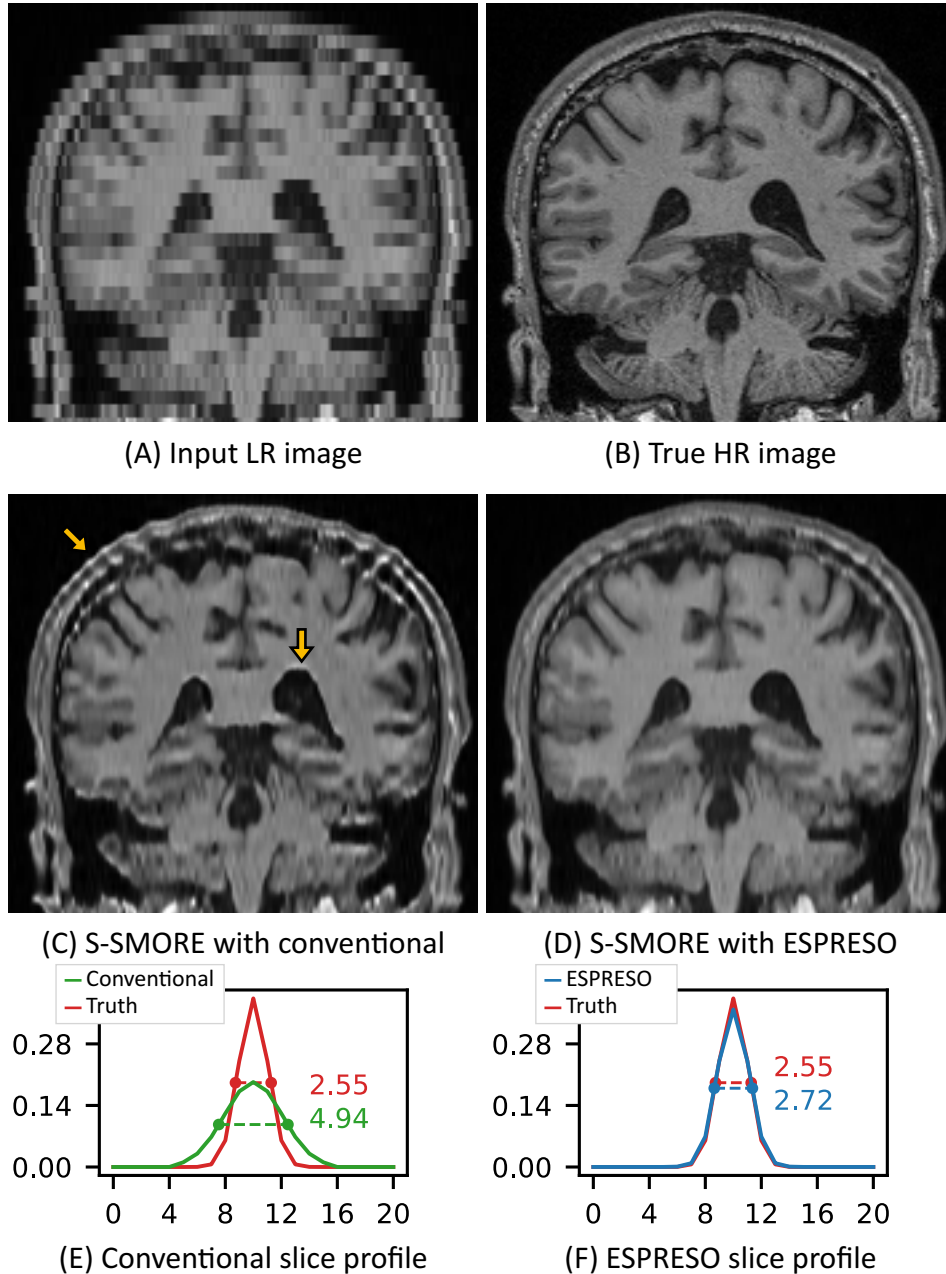 (A) Input LR image
(B) True HR image
(C) S-SMORE with conventional
(D) S-SMORE with ESPRESO
Conventional
Truth
0.28
0.14
0.00
2.55
4.94
0 4 8 12 16 20
(E) Conventional slice profile
ESPRESO
Truth
0.28
0.14
0.00
2.55
2.72
0 4 8 12 16 20
(F) ESPRESO slice profile